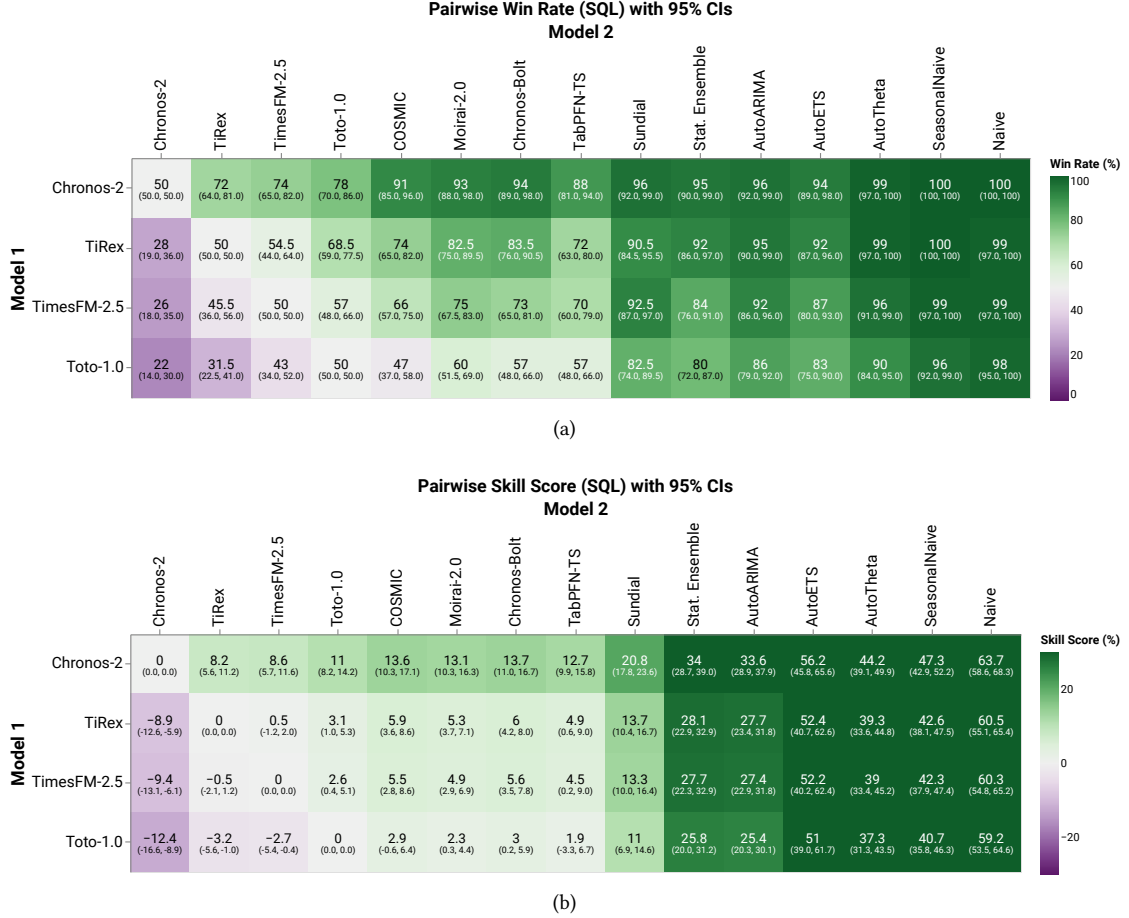 Pairwise Win Rate (SQL) with 95% CIs
Model 2
Chronos-2 TiRex TimesFM-2.5 Toto-1.0 COSMIC Moirai-2.0 Chronos-Bolt TabPFN-TS Sundial Stat. Ensemble AutoARIMA AutoETS AutoTheta SeasonalNaive Naive
Model 1
Chronos-2 50 72 74 78 91 93 94 88 96 95 96 94 99 100 100
(50.0, 50.0) (64.0, 81.0) (65.0, 82.0) (70.0, 86.0) (85.0, 96.0) (88.0, 98.0) (89.0, 98.0) (81.0, 94.0) (92.0, 99.0) (90.0, 99.0) (92.0, 99.0) (89.0, 98.0) (97.0, 100) (100, 100) (100, 100)
TiRex 28 50 54.5 68.5 74 82.5 83.5 72 90.5 92 95 92 99 100 99
(19.0, 36.0) (50.0, 50.0) (44.0, 64.0) (59.0, 77.5) (65.0, 82.0) (75.0, 89.5) (76.0, 90.5) (63.0, 80.0) (84.5, 95.5) (86.0, 97.0) (90.0, 99.0) (87.0, 96.0) (97.0, 100) (100, 100) (97.0, 100)
TimesFM-2.5 26 45.5 50 57 66 75 73 70 92.5 84 92 87 96 99 99
(18.0, 35.0) (36.0, 56.0) (50.0, 50.0) (48.0, 66.0) (57.0, 75.0) (67.5, 83.0) (65.0, 81.0) (60.0, 79.0) (87.0, 97.0) (76.0, 91.0) (86.0, 96.0) (80.0, 93.0) (91.0, 99.0) (97.0, 100) (97.0, 100)
Toto-1.0 22 31.5 43 50 47 60 57 57 82.5 80 86 83 90 96 98
(14.0, 30.0) (22.5, 41.0) (34.0, 52.0) (50.0, 50.0) (37.0, 58.0) (51.5, 69.0) (48.0, 66.0) (48.0, 66.0) (74.0, 89.5) (72.0, 87.0) (79.0, 92.0) (75.0, 90.0) (84.0, 95.0) (92.0, 99.0) (95.0, 100)
Win Rate (%)
100
80
60
40
20
0
(a)
Pairwise Skill Score (SQL) with 95% CIs
Model 2
Chronos-2 TiRex TimesFM-2.5 Toto-1.0 COSMIC Moirai-2.0 Chronos-Bolt TabPFN-TS Sundial Stat. Ensemble AutoARIMA AutoETS AutoTheta SeasonalNaive Naive
Model 1
Chronos-2 0 8.2 8.6 11 13.6 13.1 13.7 12.7 20.8 34 33.6 56.2 44.2 47.3 63.7
(0.0, 0.0) (5.6, 11.2) (5.7, 11.6) (8.2, 14.2) (10.3, 17.1) (10.3, 16.3) (11.0, 16.7) (9.9, 15.8) (17.8, 23.6) (28.7, 39.0) (28.9, 37.9) (45.8, 65.6) (39.1, 49.9) (42.9, 52.2) (58.6, 68.3)
TiRex −8.9 0 0.5 3.1 5.9 5.3 6 4.9 13.7 28.1 27.7 52.4 39.3 42.6 60.5
(-12.6, -5.9) (0.0, 0.0) (-1.2, 2.0) (1.0, 5.3) (3.6, 8.6) (3.7, 7.1) (4.2, 8.0) (0.6, 9.0) (10.4, 16.7) (22.9, 32.9) (23.4, 31.8) (40.7, 62.6) (33.6, 44.8) (38.1, 47.5) (55.1, 65.4)
TimesFM-2.5 −9.4 −0.5 0 2.6 5.5 4.9 5.6 4.5 13.3 27.7 27.4 52.2 39 42.3 60.3
(-13.1, -6.1) (-2.1, 1.2) (0.0, 0.0) (0.4, 5.1) (2.8, 8.6) (2.9, 6.9) (3.5, 7.8) (0.2, 9.0) (10.0, 16.4) (22.3, 32.9) (22.9, 31.8) (40.2, 62.4) (33.4, 45.2) (37.9, 47.4) (54.8, 65.2)
Toto-1.0 −12.4 −3.2 −2.7 0 2.9 2.3 3 1.9 11 25.8 25.4 51 37.3 40.7 59.2
(-16.6, -8.9) (-5.6, -1.0) (-5.4, -0.4) (0.0, 0.0) (-0.6, 6.4) (0.3, 4.4) (0.2, 5.9) (-3.3, 6.7) (6.9, 14.6) (20.0, 31.2) (20.3, 30.1) (39.0, 61.7) (31.3, 43.5) (35.8, 46.3) (53.5, 64.6)
Skill Score (%)
20
0
−20
(b)